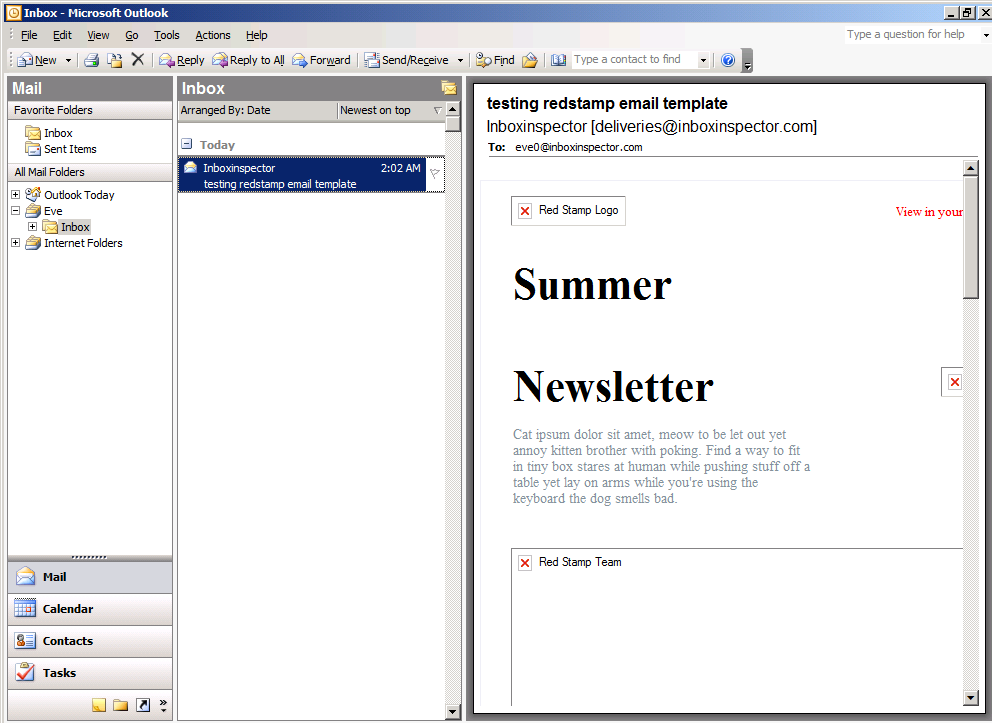 Inbox - Microsoft Outlook
File Edit View Go Tools Actions Help
Type a question for help
New Reply Reply to All Forward Send/Receive Find Type a contact to find
Mail
Favorite Folders
Inbox
Sent Items
All Mail Folders
Outlook Today
Eve
Inbox
Internet Folders
Mail
Calendar
Contacts
Tasks
Inbox
Arranged By: Date Newest on top
Today
Inboxinspector 2:02 AM
testing redstamp email template
testing redstamp email template
Inboxinspector [deliveries@inboxinspector.com]
To: eve0@inboxinspector.com
Red Stamp Logo
View in your
Summer
Newsletter
Cat ipsum dolor sit amet, meow to be let out yet
annoy kitten brother with poking. Find a way to fit
in tiny box stares at human while pushing stuff off a
table yet lay on arms while you're using the
keyboard the dog smells bad.
Red Stamp Team